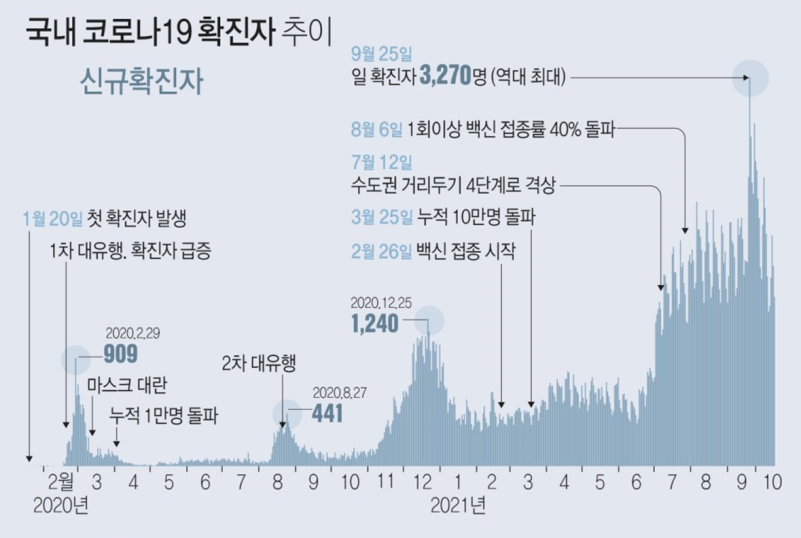 국내 코로나19 확진자 추이
신규확진자
9월 25일
일 확진자 3,270명 (역대 최대)
8월 6일 1회이상 백신 접종률 40% 돌파
7월 12일
수도권 거리두기 4단계로 격상
3월 25일 누적 10만명 돌파
2월 26일 백신 접종 시작
1월 20일 첫 확진자 발생
1차 대유행. 확진자 급증
2020.2.29
909
마스크 대란
누적 1만명 돌파
2차 대유행
2020.8.27
441
2020.12.25
1,240
2월 3 4 5 6 7 8 9 10 11 12 1 2 3 4 5 6 7 8 9 10
2020년 2021년